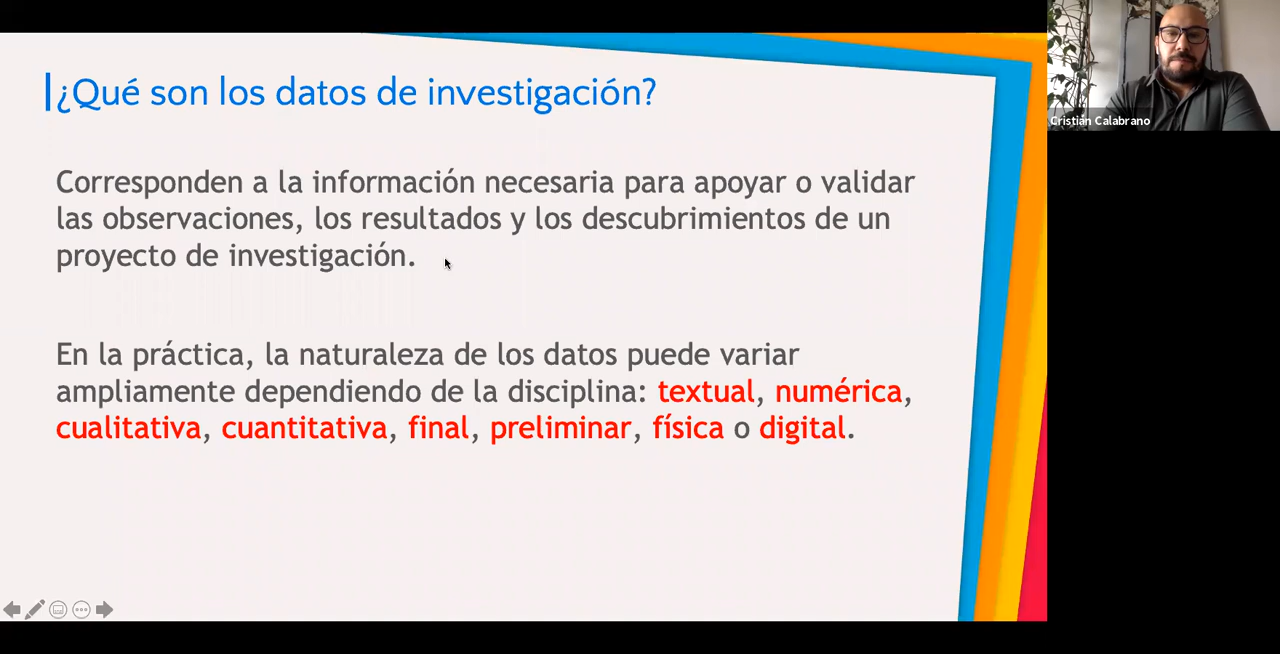 ¿Qué son los datos de investigación?
Corresponden a la información necesaria para apoyar o validar
las observaciones, los resultados y los descubrimientos de un
proyecto de investigación.
En la práctica, la naturaleza de los datos puede variar
ampliamente dependiendo de la disciplina: textual, numérica,
cualitativa, cuantitativa, final, preliminar, física o digital.
Cristián Calabrano